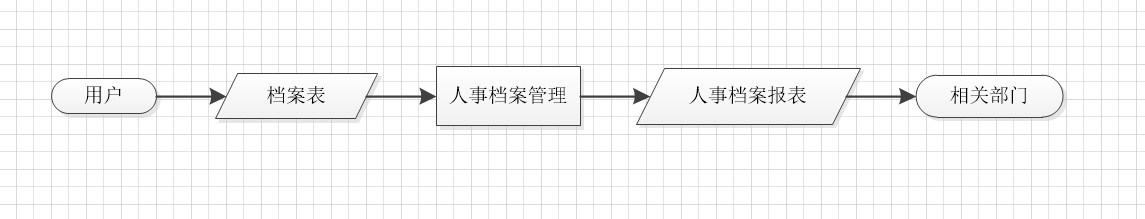 用户
档案表
人事档案管理
人事档案报表
相关部门